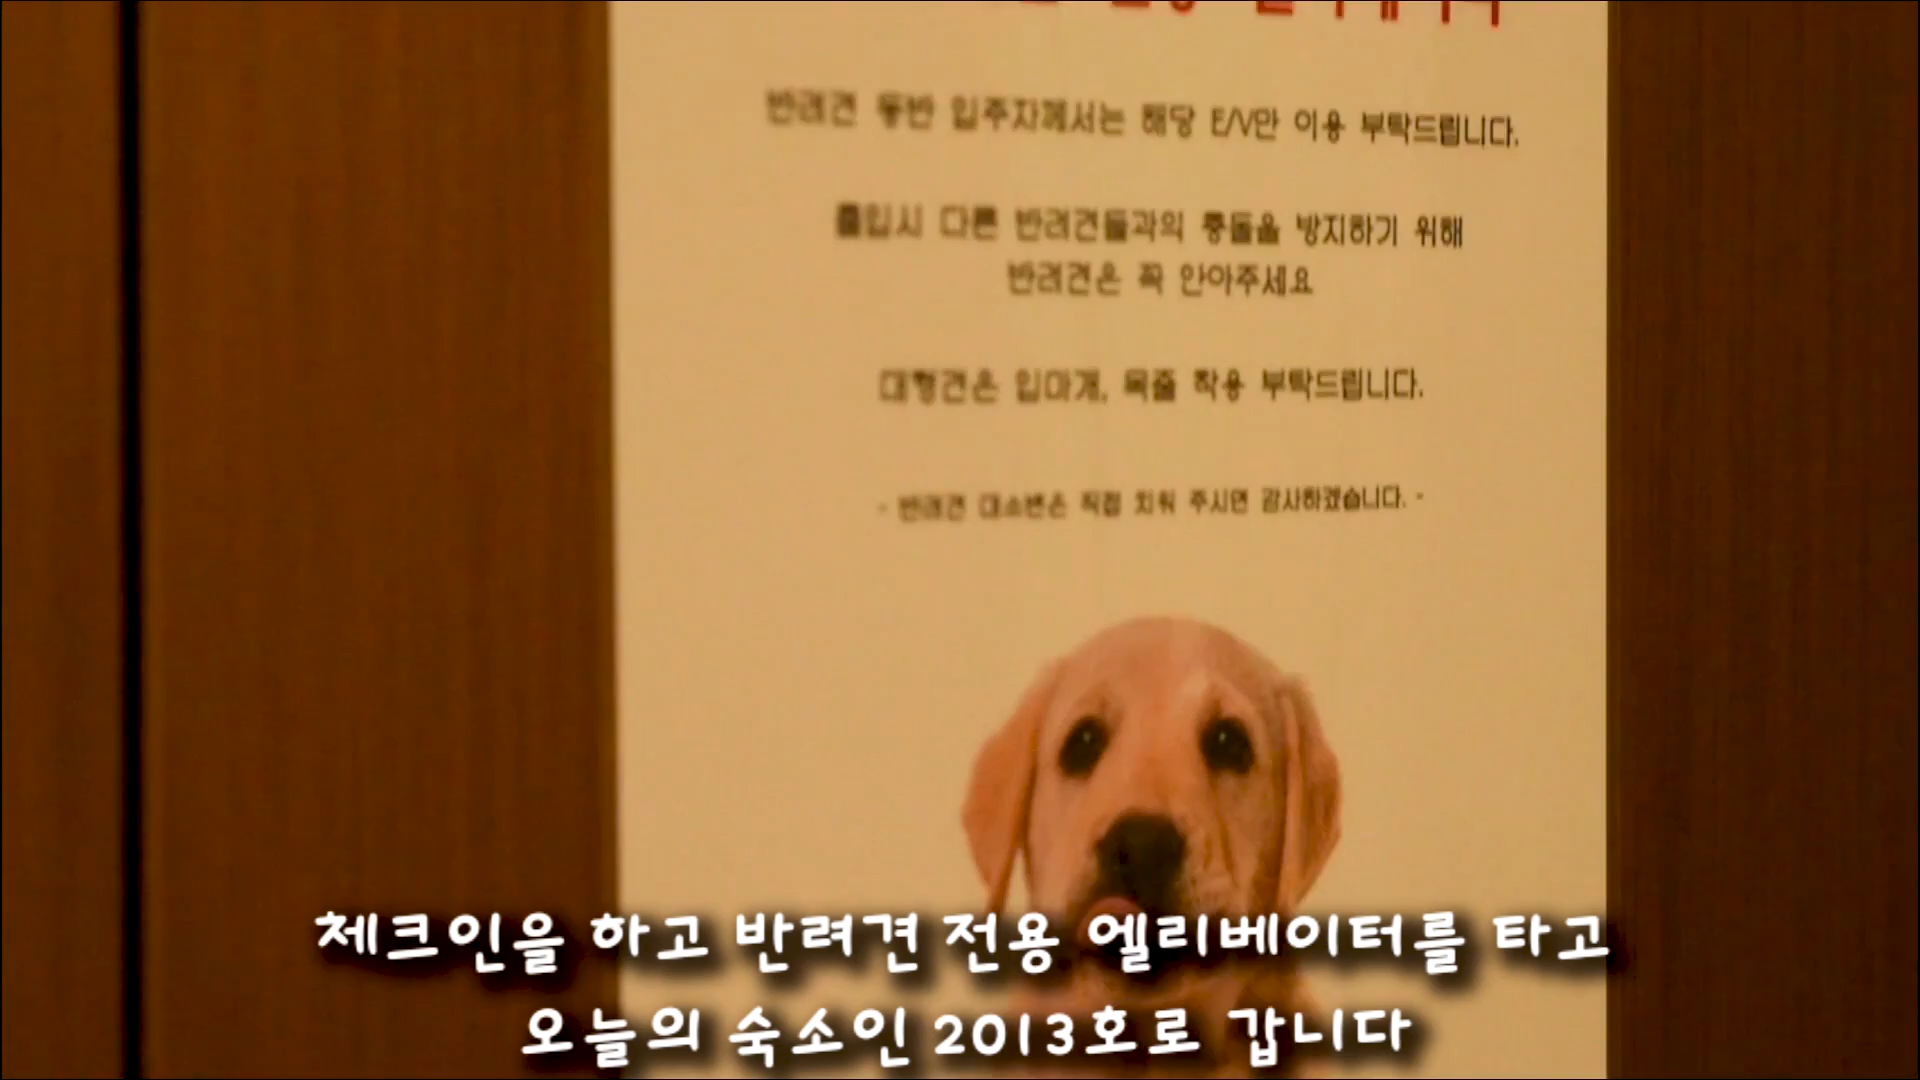 반려견 동반 입주자께서는 해당 E/V만 이용 부탁드립니다.
출입시 다른 반려견들과의 충돌을 방지하기 위해
반려견은 꼭 안아주세요
대형견은 입마개, 목줄 착용 부탁드립니다.
- 반려견 대소변은 직접 치워 주시면 감사하겠습니다. -
체크인을 하고 반려견 전용 엘리베이터를 타고
오늘의 숙소인 2013호로 갑니다